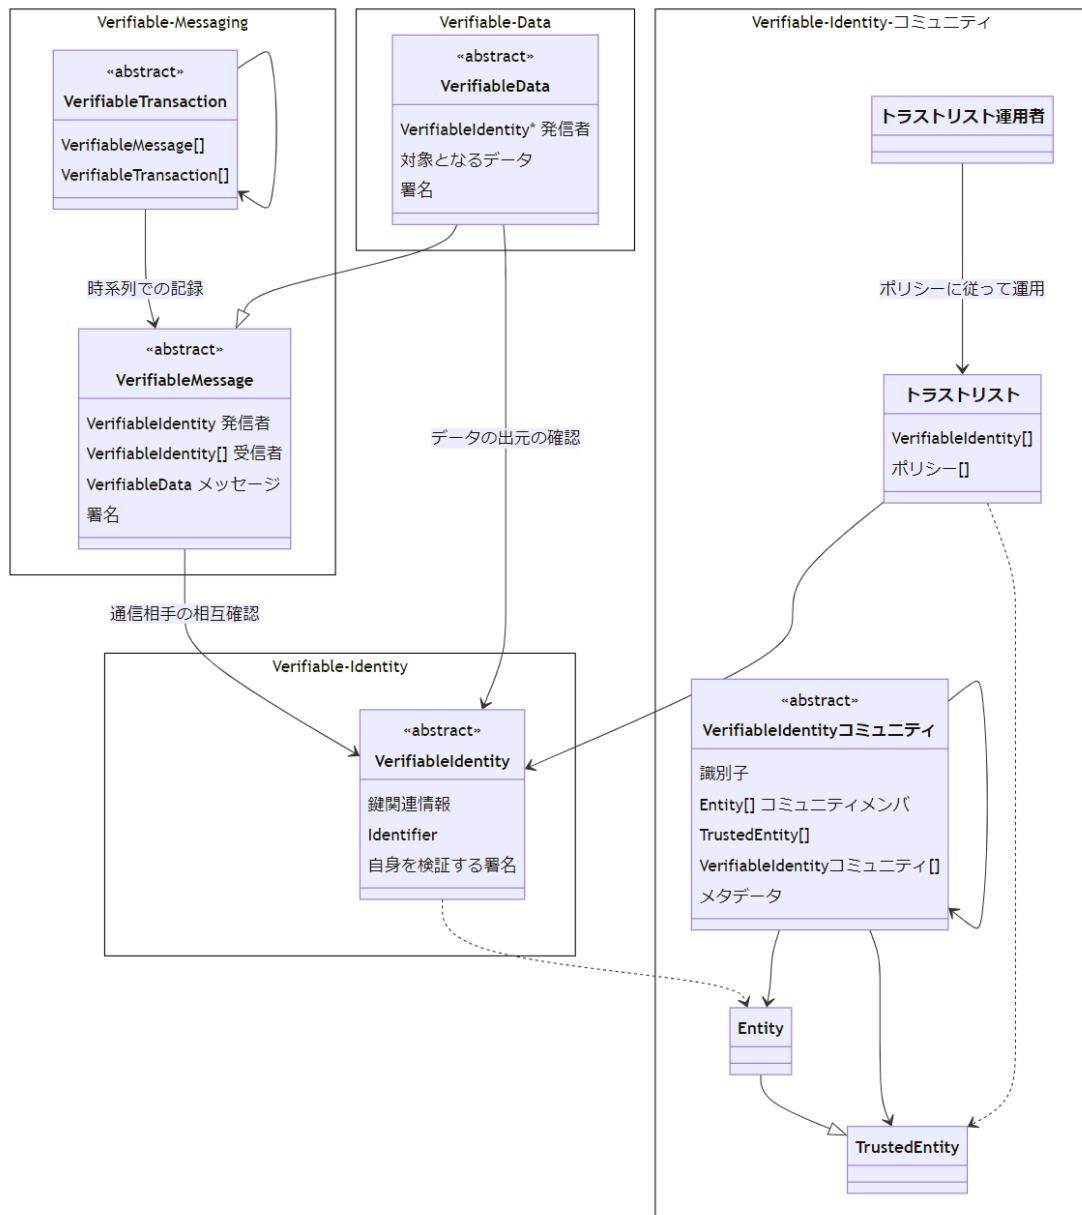 Verifiable-Messaging
«abstract»
VerifiableTransaction
VerifiableMessage[]
VerifiableTransaction[]
時系列での記録
«abstract»
VerifiableMessage
VerifiableIdentity 発信者
VerifiableIdentity[] 受信者
VerifiableData メッセージ
署名
通信相手の相互確認
Verifiable-Data
«abstract»
VerifiableData
VerifiableIdentity* 発信者
対象となるデータ
署名
データの出元の確認
Verifiable-Identity
«abstract»
VerifiableIdentity
鍵関連情報
Identifier
自身を検証する署名
Verifiable-Identity-コミュニティ
トラストリスト運用者
ポリシーに従って運用
トラストリスト
VerifiableIdentity[]
ポリシー[]
«abstract»
VerifiableIdentityコミュニティ
識別子
Entity[] コミュニティメンバ
TrustedEntity[]
VerifiableIdentityコミュニティ[]
メタデータ
Entity
TrustedEntity